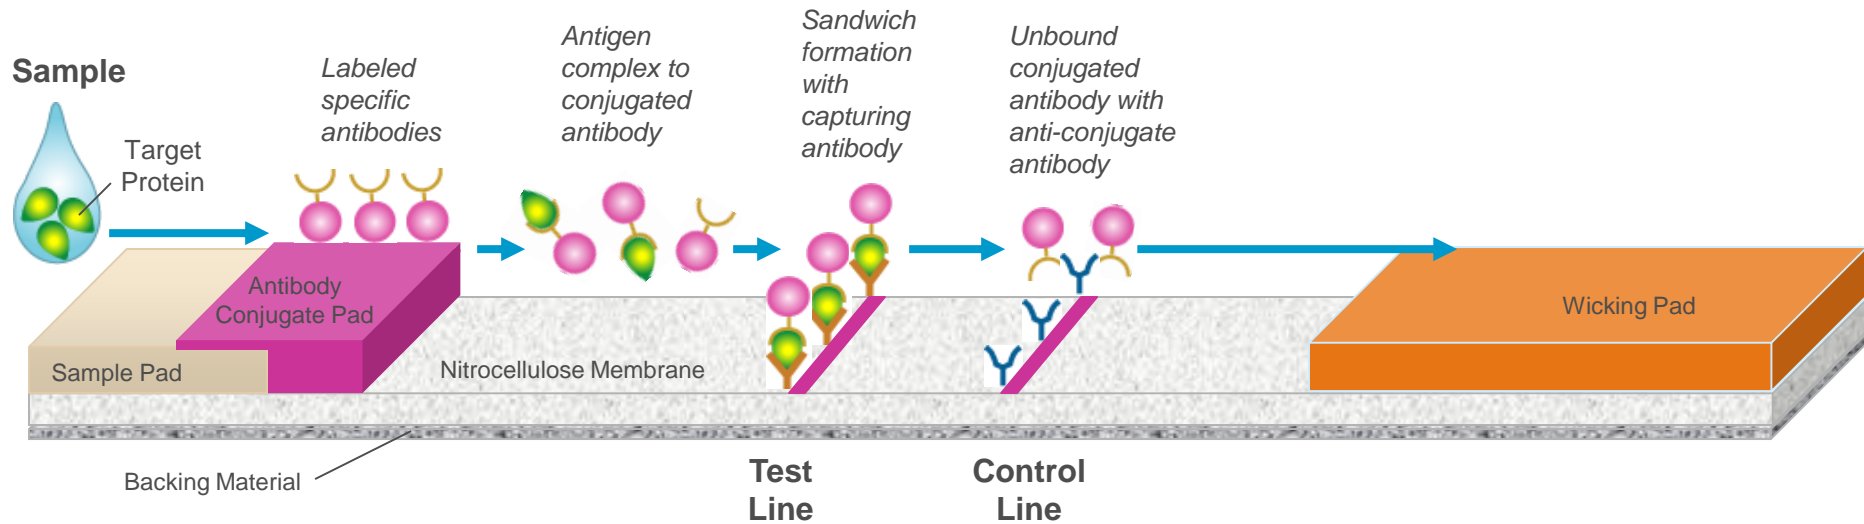 Sample
Target
Protein
Labeled
specific
antibodies
Antigen
complex to
conjugated
antibody
Sandwich
formation
with
capturing
antibody
Unbound
conjugated
antibody with
anti-conjugate
antibody
Antibody
Conjugate Pad
Sample Pad
Nitrocellulose Membrane
Wicking Pad
Backing Material
Test
Line
Control
Line